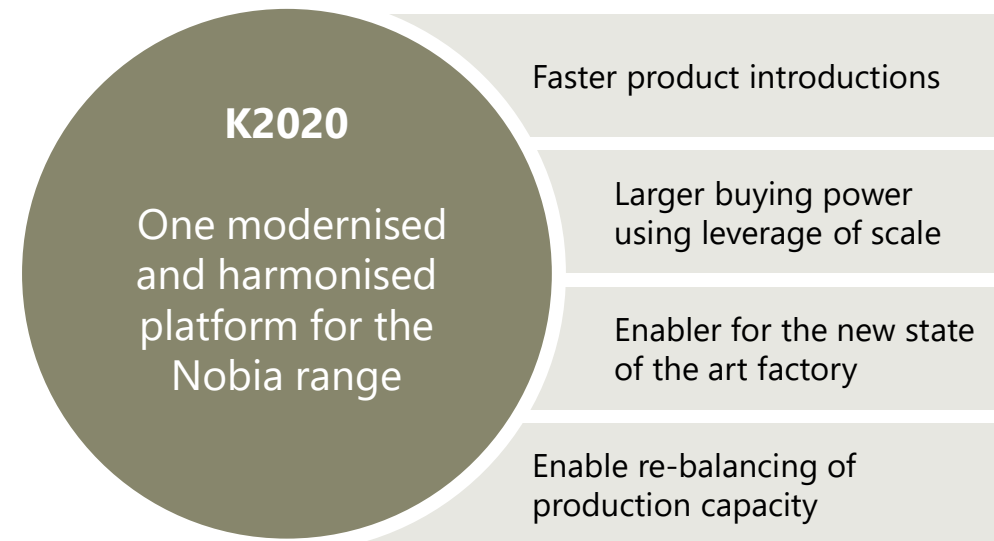 K2020
One modernised
and harmonised
platform for the
Nobia range
Faster product introductions
Larger buying power
using leverage of scale
Enabler for the new state
of the art factory
Enable re-balancing of
production capacity